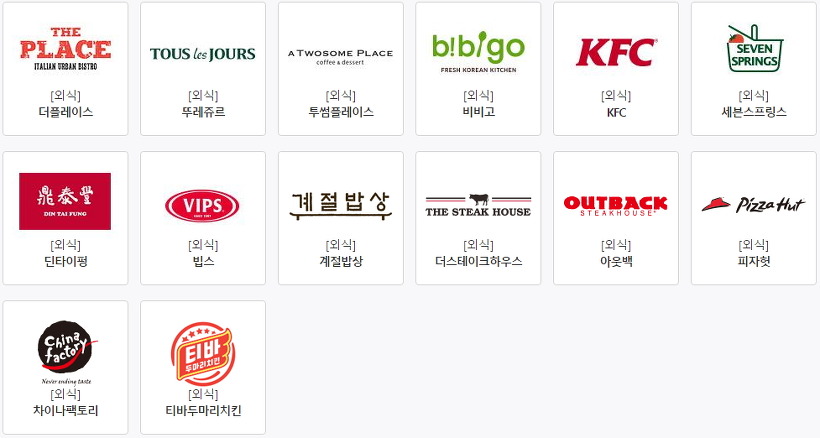 THE
PLACE
ITALIAN URBAN BISTRO
[외식]
더플레이스
TOUS les JOURS
[외식]
뚜레쥬르
A TWOSOME PLACE
coffee & dessert
[외식]
투썸플레이스
bibigo
FRESH KOREAN KITCHEN
[외식]
비비고
KFC
[외식]
KFC
SEVEN
SPRINGS
[외식]
세븐스프링스
鼎泰豐
DIN TAI FUNG
[외식]
딘타이펑
VIPS
SINCE 1997
[외식]
빕스
계절밥상
[외식]
계절밥상
THE STEAK HOUSE
[외식]
더스테이크하우스
OUTBACK
STEAKHOUSE
[외식]
아웃백
Pizza Hut
[외식]
피자헛
China
factory
Never ending taste
[외식]
차이나팩토리
티바
두마리치킨
[외식]
티바두마리치킨